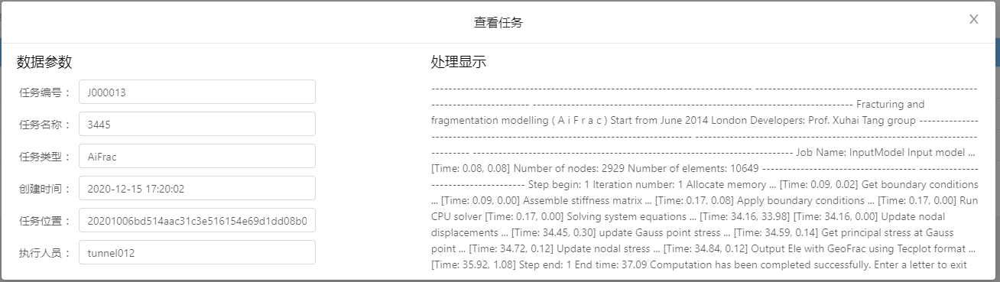 查看任务
X
数据参数
任务编号： J000013
任务名称： 3445
任务类型： AiFrac
创建时间： 2020-12-15 17:20:02
任务位置： 20201006bd514aac31c3e516154e69d1dd08b0
执行人员： tunnel012
处理显示
------------------------------------------------------------------------------------ ----------------------------------------------------------
-------------------------- ------------------------------------------------------------------------------------ Fracturing and
fragmentation modelling ( A i F r a c ) Start from June 2014 London Developers: Prof. Xuhai Tang group ----------------
-------------------------------------------------------------------- --------------------------------------------------------------------------
---------- ------------------------------------------------------------------------------------ Job Name: InputModel Input model ...
[Time: 0.08, 0.08] Number of nodes: 2929 Number of elements: 10649 ---------------------------------------- ----------------
------------------------ Step begin: 1 Iteration number: 1 Allocate memory ... [Time: 0.09, 0.02] Get boundary conditions
... [Time: 0.09, 0.00] Assemble stiffness matrix ... [Time: 0.17, 0.08] Apply boundary conditions ... [Time: 0.17, 0.00] Run
CPU solver [Time: 0.17, 0.00] Solving system equations ... [Time: 34.16, 33.98] [Time: 34.16, 0.00] Update nodal
displacements ... [Time: 34.45, 0.30] update Gauss point stress ... [Time: 34.59, 0.14] Get principal stress at Gauss
point ... [Time: 34.72, 0.12] Update nodal stress ... [Time: 34.84, 0.12] Output Ele with GeoFrac using Tecplot format ...
[Time: 35.92, 1.08] Step end: 1 End time: 37.09 Computation has been completed successfully. Enter a letter to exit